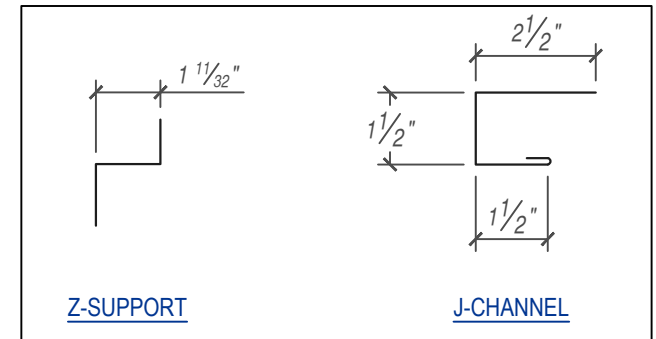 1 11/32"
2 1/2"
1 1/2"
1 1/2"
Z-SUPPORT
J-CHANNEL